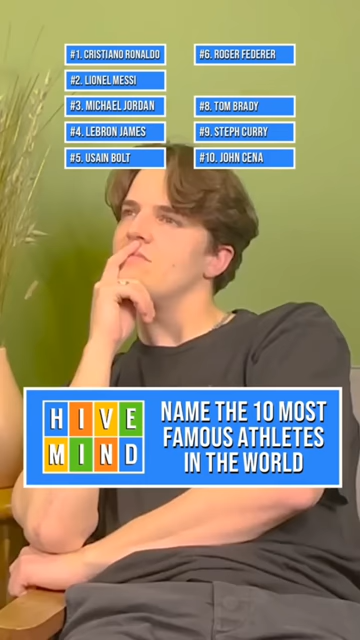 #1. CRISTIANO RONALDO
#2. LIONEL MESSI
#3. MICHAEL JORDAN
#4. LEBRON JAMES
#5. USAIN BOLT
#6. ROGER FEDERER
#8. TOM BRADY
#9. STEPH CURRY
#10. JOHN CENA
HIVE
MIND
NAME THE 10 MOST
FAMOUS ATHLETES
IN THE WORLD